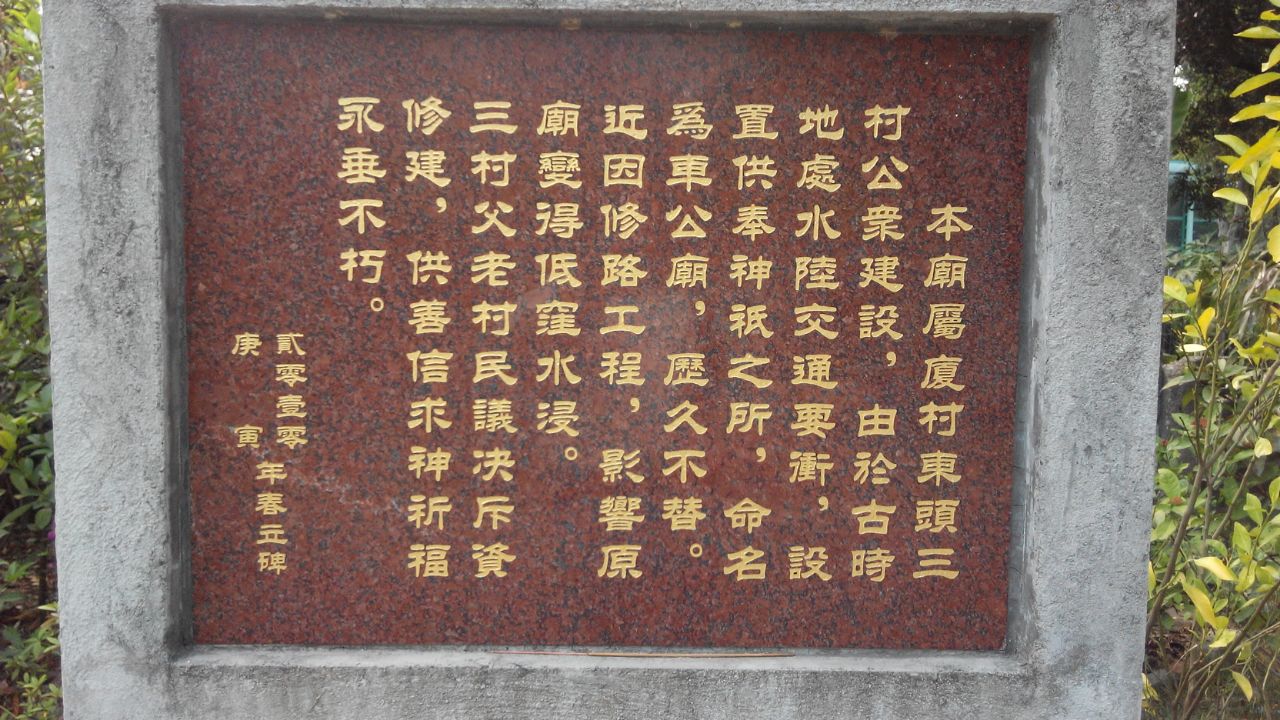 本廟屬廈村東頭三
村公衆建設，由於古時
地處水陸交通要衝，設
置供奉神祇之所，命名
爲車公廟，歷久不替。
近因修路工程，影響原
廟變得低窪水浸。
三村父老村民議決斥資
修建，供善信求神祈福
永垂不朽。
貳零壹零
庚寅
年春立碑